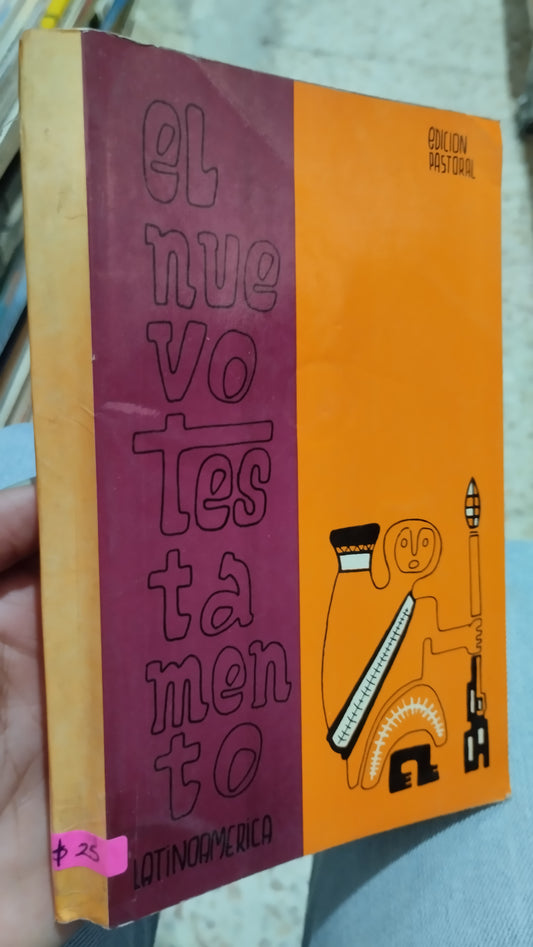 el
nue
vo
tes
ta
men
to
LATINOAMERICA
eDICION
PASTORAL
$ 25